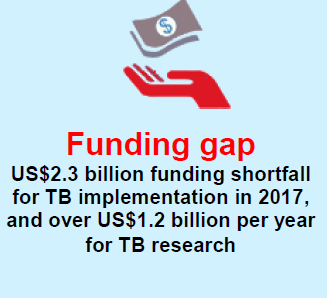 $
Funding gap
US$2.3 billion funding shortfall
for TB implementation in 2017,
and over US$1.2 billion per year
for TB research